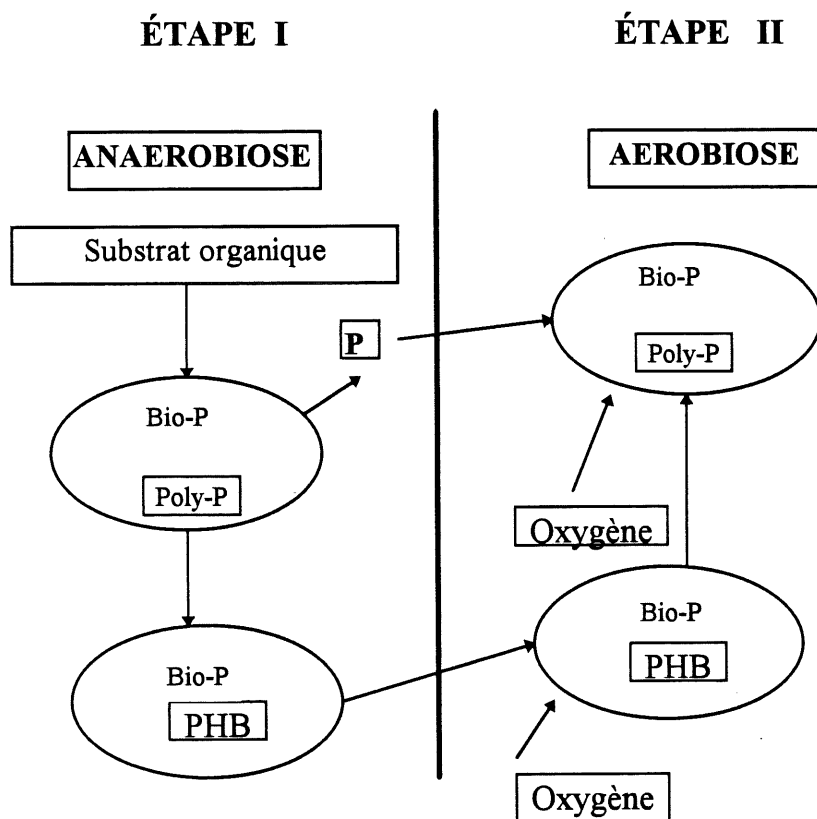 ÉTAPE I
ÉTAPE II
ANAEROBIOSE
AEROBIOSE
Substrat organique
P
Bio-P
Poly-P
Bio-P
PHB
Bio-P
Poly-P
Oxygène
Bio-P
PHB
Oxygène